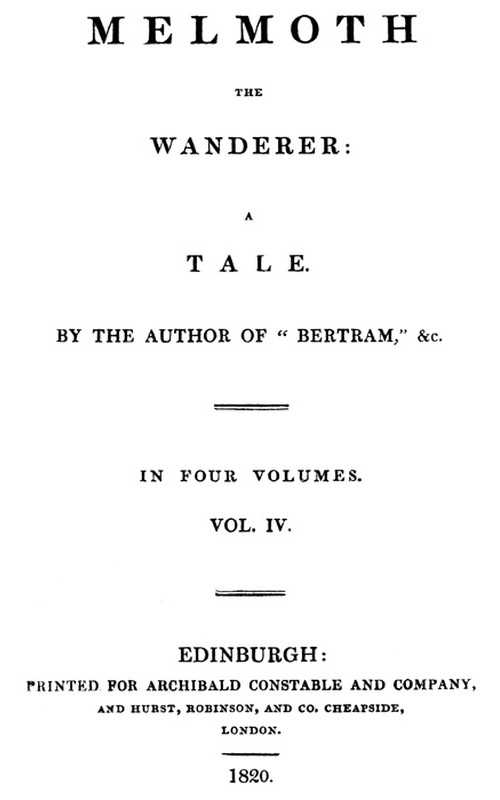 MELMOTH
THE
WANDERER:
A
TALE.
BY THE AUTHOR OF “ BERTRAM,” &c.
IN FOUR VOLUMES.
VOL. IV.
EDINBURGH:
PRINTED FOR ARCHIBALD CONSTABLE AND COMPANY,
AND HURST, ROBINSON, AND CO. CHEAPSIDE,
LONDON.
1820.